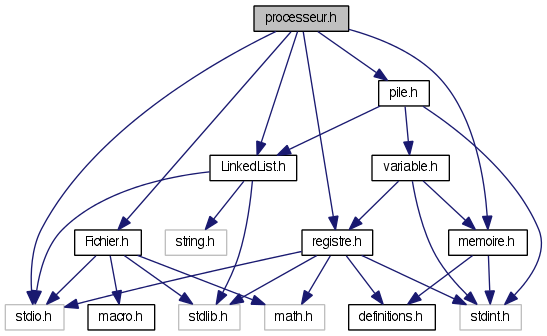 processeur.h
pile.h
LinkedList.h
variable.h
Fichier.h
string.h
registre.h
memoire.h
stdio.h
macro.h
stdlib.h
math.h
definitions.h
stdint.h